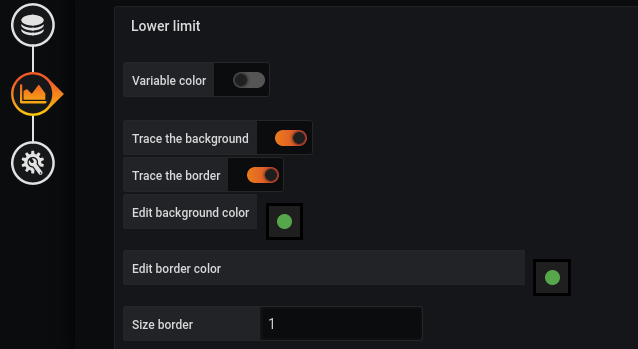 Lower limit
Variable color
Trace the background
Trace the border
Edit background color
Edit border color
Size border 1